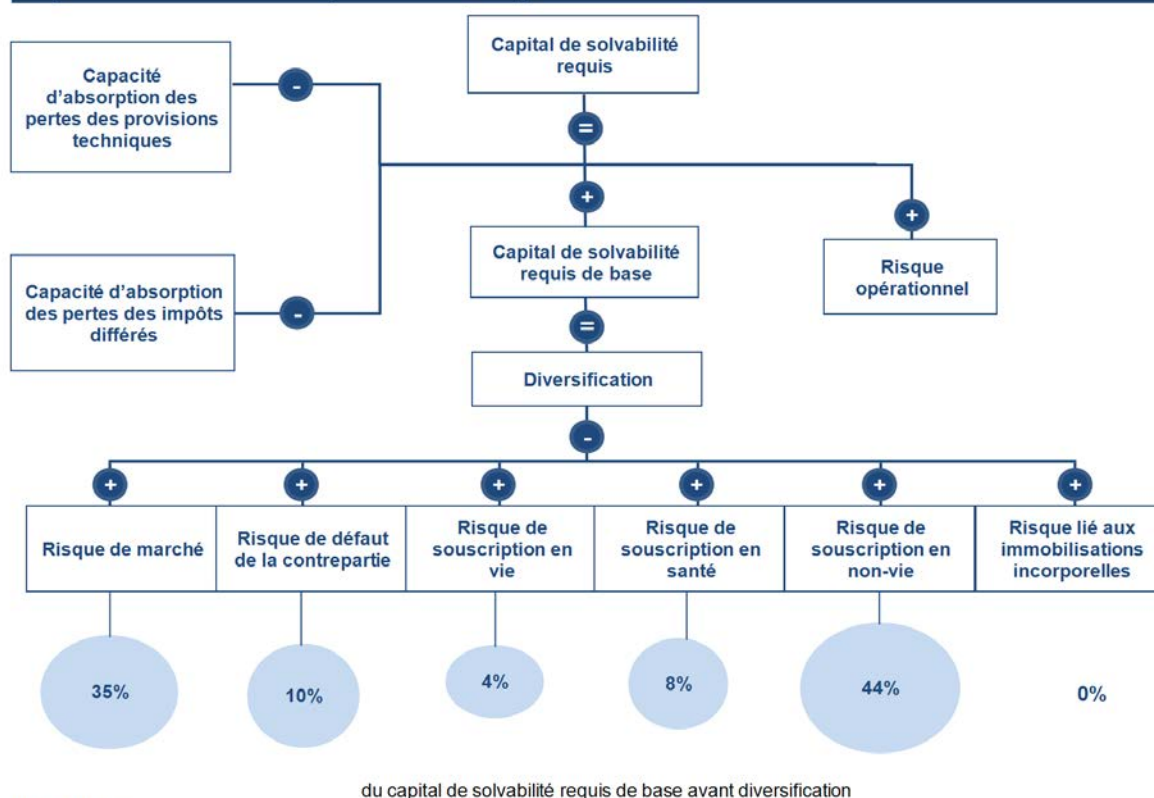 Capital de solvabilité
requis
Capacité
d'absorption des
pertes des provisions
techniques
-
=
+
+
Capital de solvabilité
requis de base
Risque
opérationnel
Capacité d'absorption
des pertes des impôts
différés
-
=
Diversification
-
+
+
+
+
+
+
Risque de marché
Risque de défaut
de la contrepartie
Risque de
souscription en
vie
Risque de
souscription en
santé
Risque de
souscription en
non-vie
Risque lié aux
immobilisations
incorporelles
35%
10%
4%
8%
44%
0%
du capital de solvabilité requis de base avant diversification